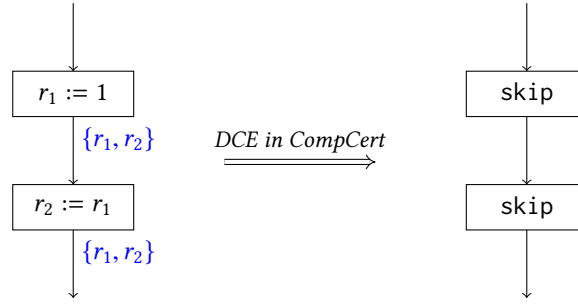 r₁ := 1
skip
{r₁, r₂}
DCE in CompCert
r₂ := r₁
skip
{r₁, r₂}